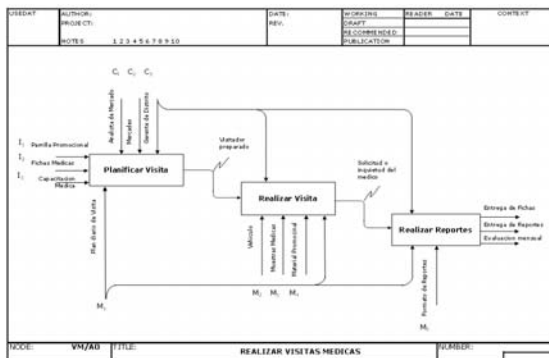 USEDAT
AUTHOR:
PROJECT:
NOTES 1 2 3 4 5 6 7 8 9 10
DATE:
REV:
WORKING
DRAFT
RECOMMENDED
PUBLICATION
READER DATE
CONTEXT
C1 C2 C3
Analista de Mercado
Mercadeo
Gerente de Distrito
I1 Parrilla Promocional
I2 Fichas Medicas
I3 Capacitacion
Medica
Planificar Visita
Visitador
preparado
Plan diario de Visita
M1
Realizar Visita
Solicitud o
inquietud del
medico
Vehiculo
Muestras Medicas
Material Promocional
M2 M3 M4
Realizar Reportes
Entrega de Fichas
Entrega de Reportes
Evaluacion mensual
Formato de Reportes
M5
NODE: VM/A0
TITLE:
REALIZAR VISITAS MEDICAS
NUMBER: